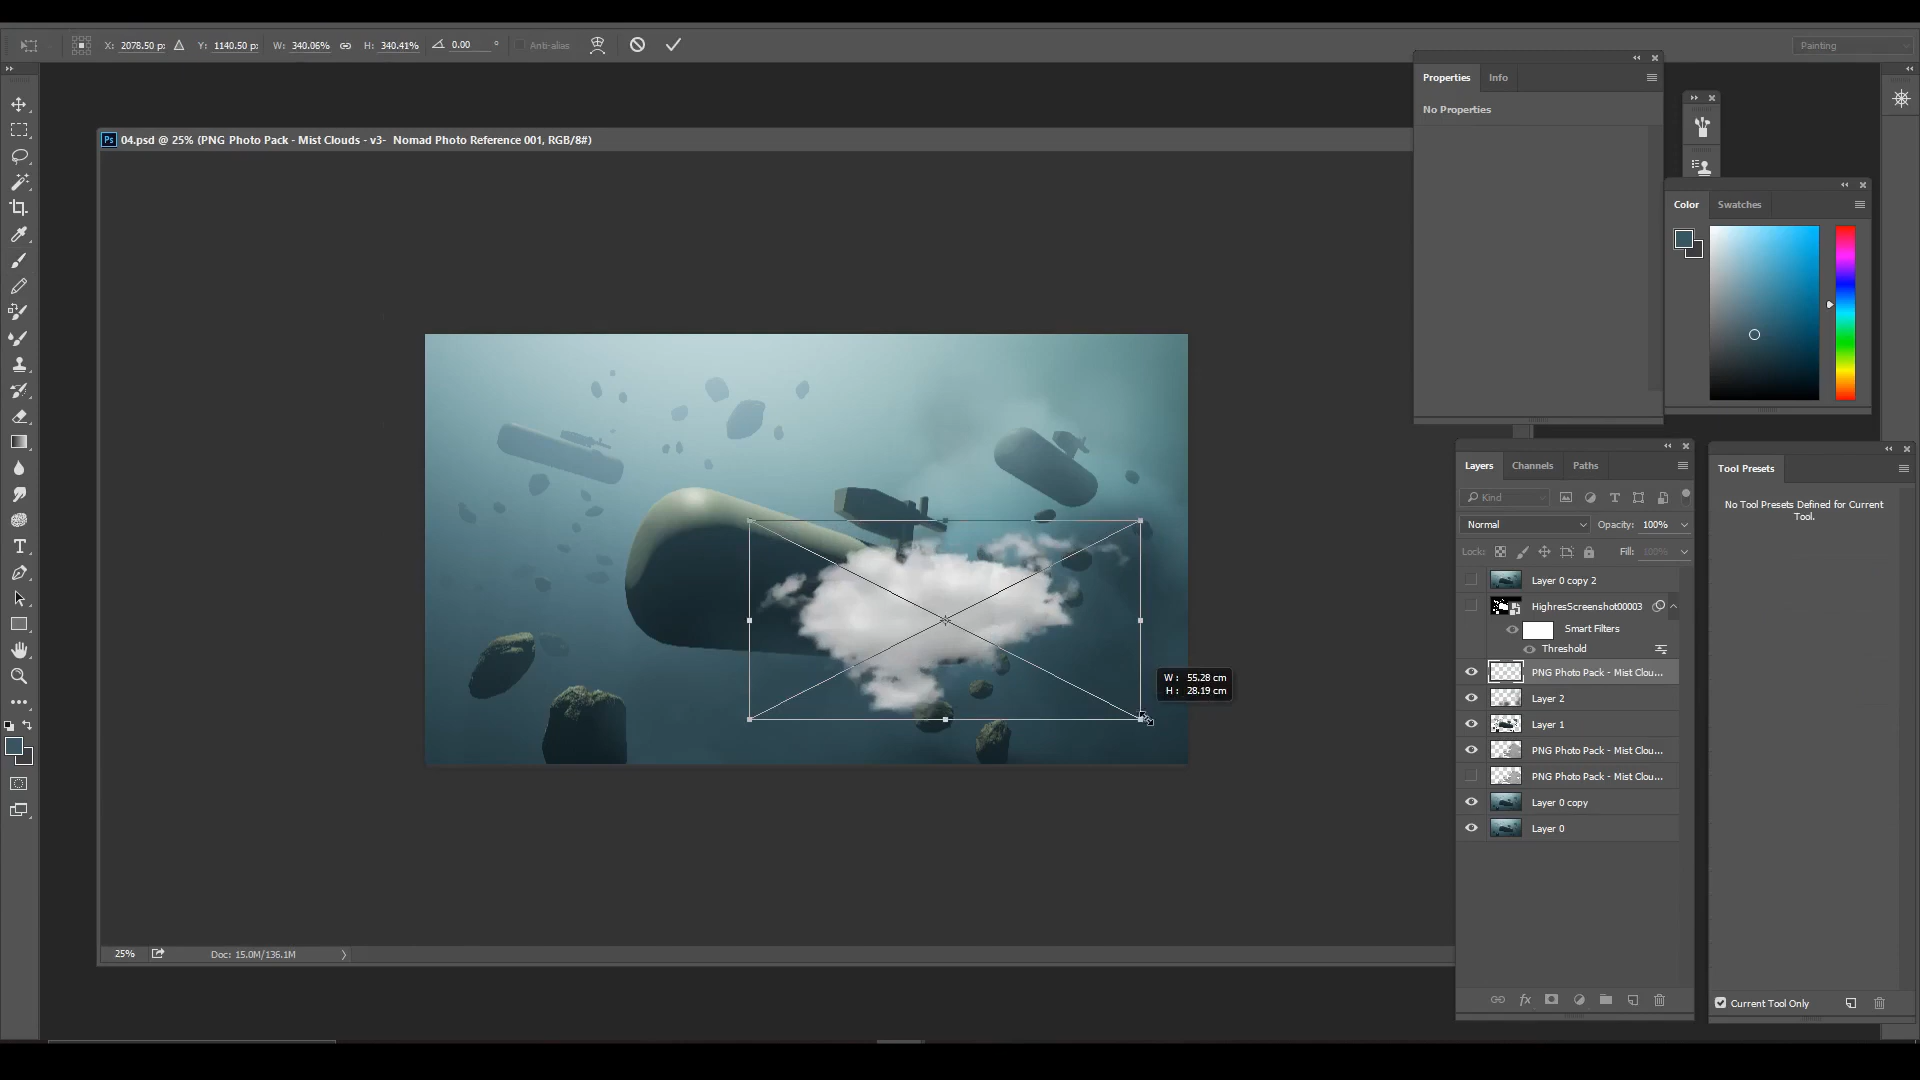 X: 2078.50 p:
Y: 1140.50 p:
W: 340.06%
H: 340.41%
0.00 °
Anti-alias
Painting
Ps 04.psd @ 25% (PNG Photo Pack - Mist Clouds - v3- Nomad Photo Reference 001, RGB/8#)
Properties
Info
No Properties
Color
Swatches
W: 55.28 cm
H: 28.19 cm
Layers
Channels
Paths
Kind
Normal
Opacity: 100%
Lock:
Fill: 100%
Layer 0 copy 2
HighresScreenshot00003
Smart Filters
Threshold
PNG Photo Pack - Mist Clou...
Layer 2
Layer 1
PNG Photo Pack - Mist Clou...
PNG Photo Pack - Mist Clou...
Layer 0 copy
Layer 0
fx
Tool Presets
No Tool Presets Defined for Current
Tool.
Current Tool Only
25%
Doc: 15.0M/136.1M